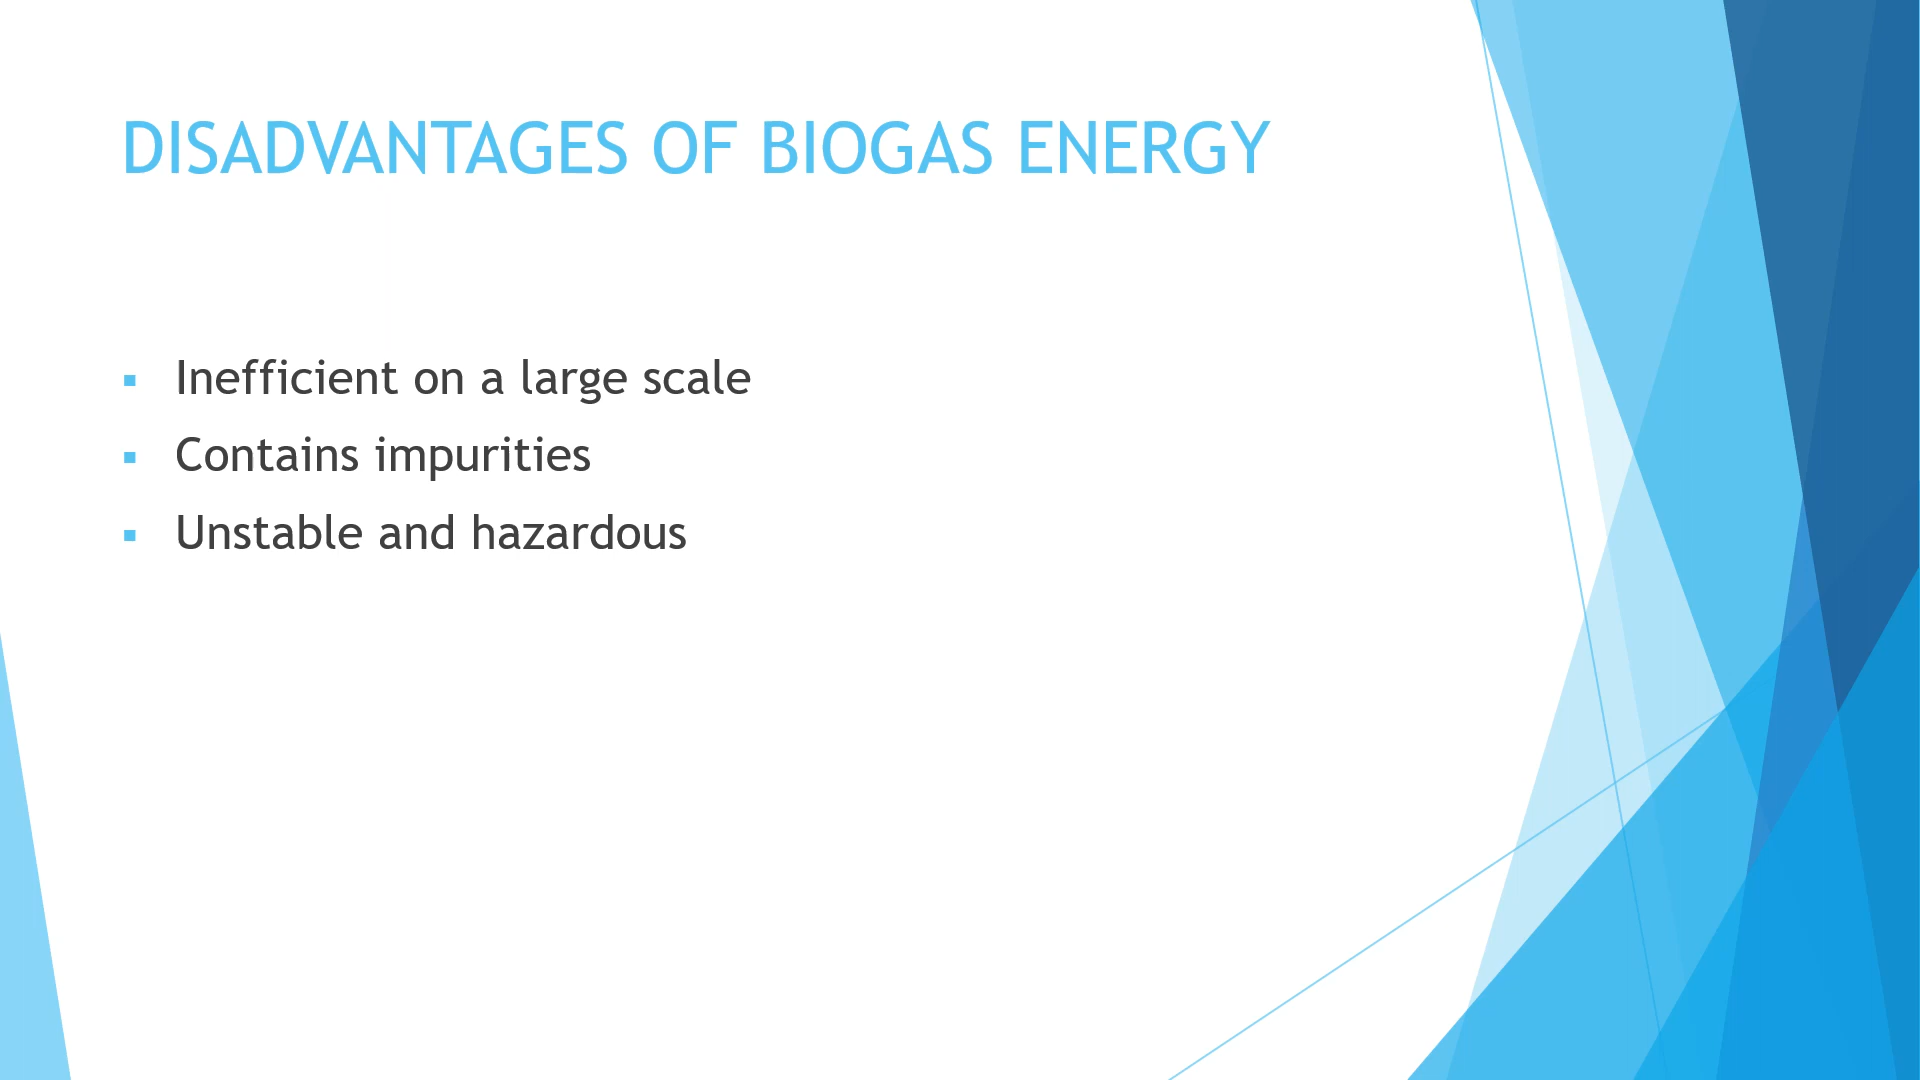 DISADVANTAGES OF BIOGAS ENERGY
▪ Inefficient on a large scale
▪ Contains impurities
▪ Unstable and hazardous